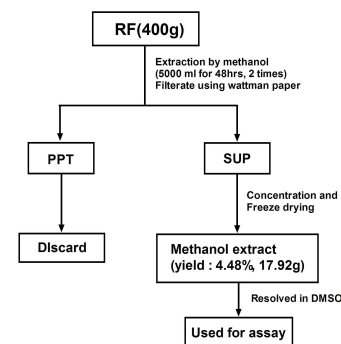 RF(400g)
Extraction by methanol
(5000 ml for 48hrs, 2 times)
Filterate using wattman paper
PPT
SUP
Concentration and
Freeze drying
DIscard
Methanol extract
(yield : 4.48%, 17.92g)
Resolved in DMSO
Used for assay